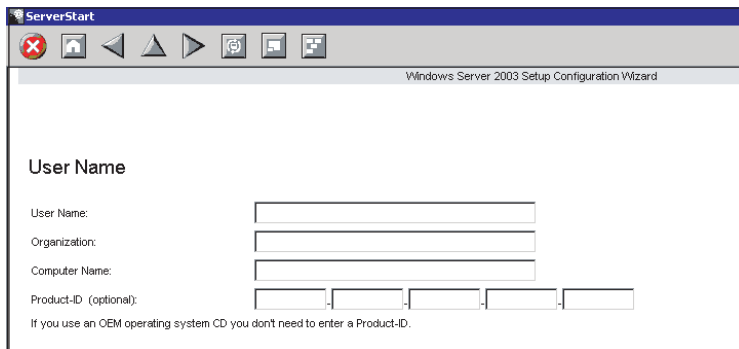 ServerStart
Windows Server 2003 Setup Configuration Wizard
User Name
User Name:
Organization:
Computer Name:
Product-ID (optional):
- - - -
If you use an OEM operating system CD you don't need to enter a Product-ID.